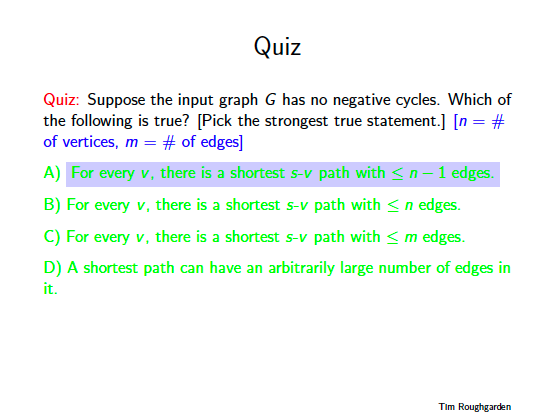 Quiz
Quiz: Suppose the input graph G has no negative cycles. Which of
the following is true? [Pick the strongest true statement.] [n = #
of vertices, m = # of edges]
A) For every v, there is a shortest s-v path with ≤ n − 1 edges.
B) For every v, there is a shortest s-v path with ≤ n edges.
C) For every v, there is a shortest s-v path with ≤ m edges.
D) A shortest path can have an arbitrarily large number of edges in
it.
Tim Roughgarden